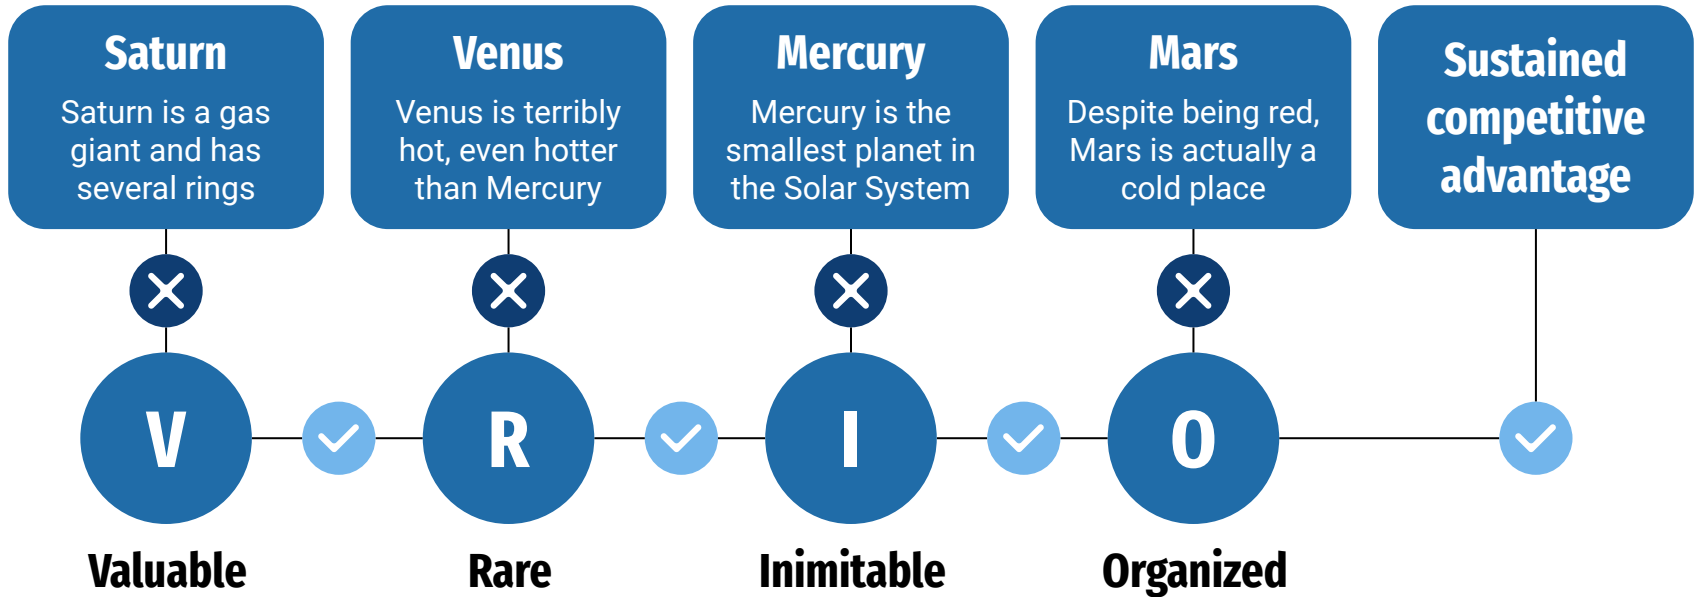 Saturn
Saturn is a gas
giant and has
several rings
Venus
Venus is terribly
hot, even hotter
than Mercury
Mercury
Mercury is the
smallest planet in
the Solar System
Mars
Despite being red,
Mars is actually a
cold place
Sustained
competitive
advantage
V
R
I
O
Valuable
Rare
Inimitable
Organized